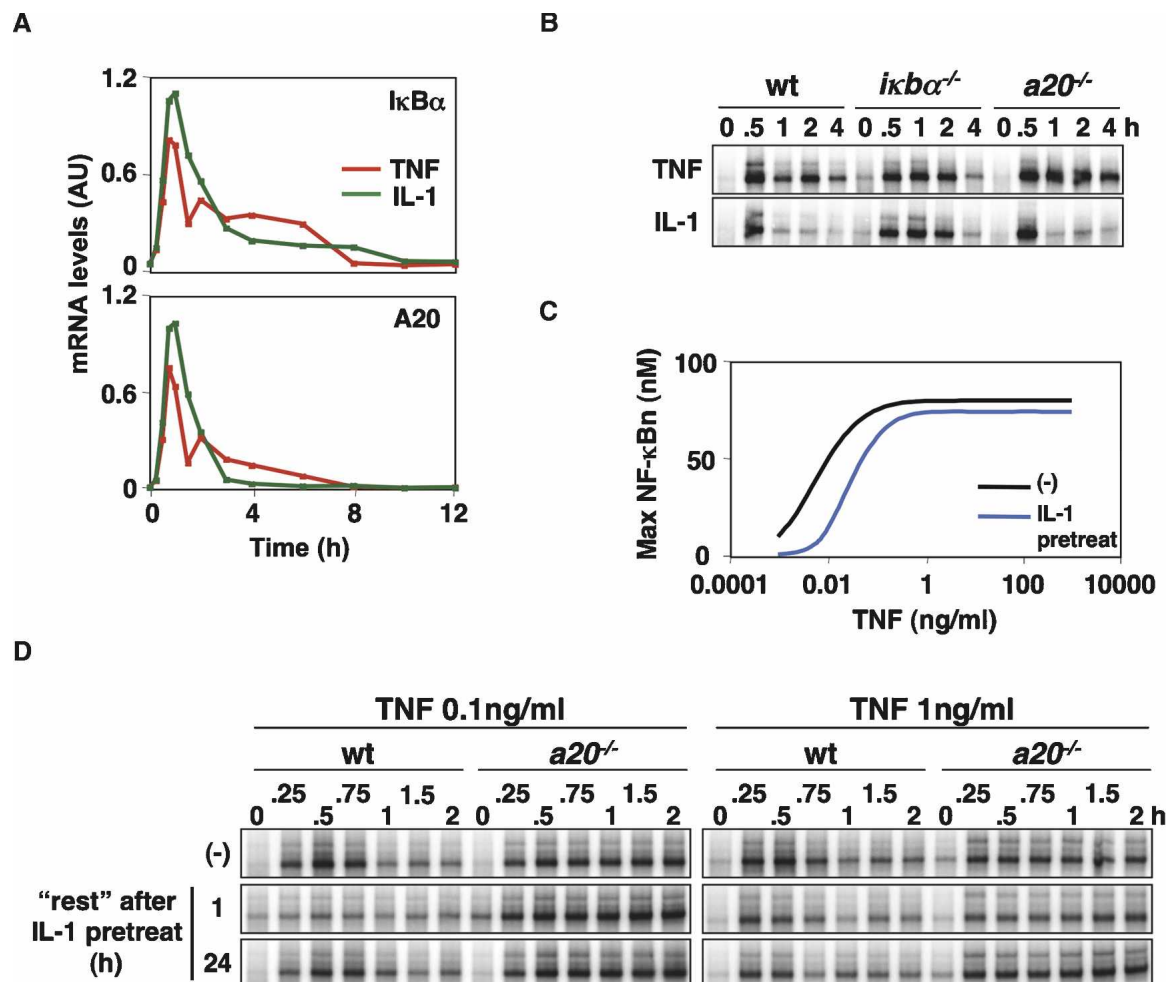 A
1.2
IκBα
TNF
IL-1
0.6
0
1.2
A20
0.6
0
mRNA levels (AU)
0 4 8 12
Time (h)
B
wt iκbα-/- a20-/-
0 .5 1 2 4 0 .5 1 2 4 0 .5 1 2 4 h
TNF
IL-1
C
100
50
0
Max NF-κBn (nM)
(-)
IL-1
pretreat
0.0001 0.01 1 100 10000
TNF (ng/ml)
D
TNF 0.1ng/ml TNF 1ng/ml
wt a20-/- wt a20-/-
.25 .75 1.5 .25 .75 1.5 .25 .75 1.5 .25 .75 1.5
0 .5 1 2 0 .5 1 2 0 .5 1 2 0 .5 1 2 h
(-)
"rest" after
IL-1 pretreat
(h)
1
24